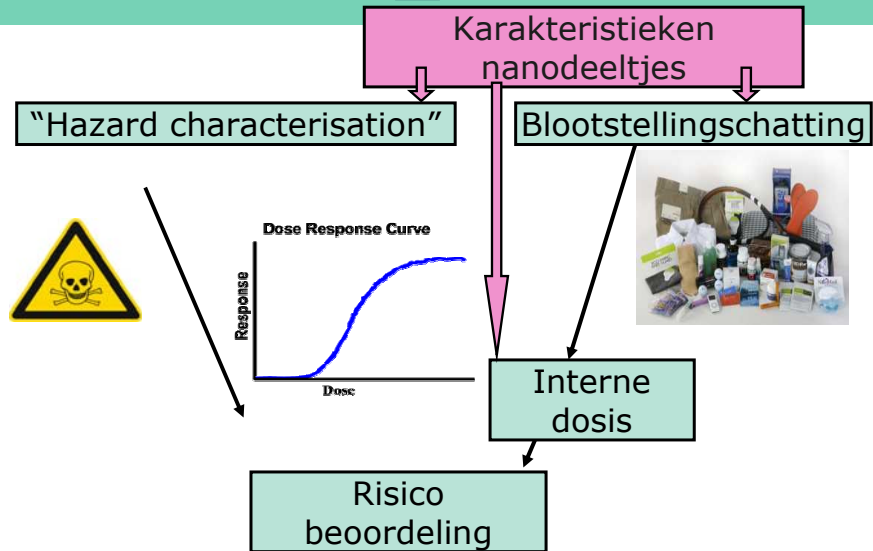 Karakteristieken
nanodeeltjes
“Hazard characterisation”
Blootstellingschatting
Dose Response Curve
Response
Dose
Interne
dosis
Risico
beoordeling